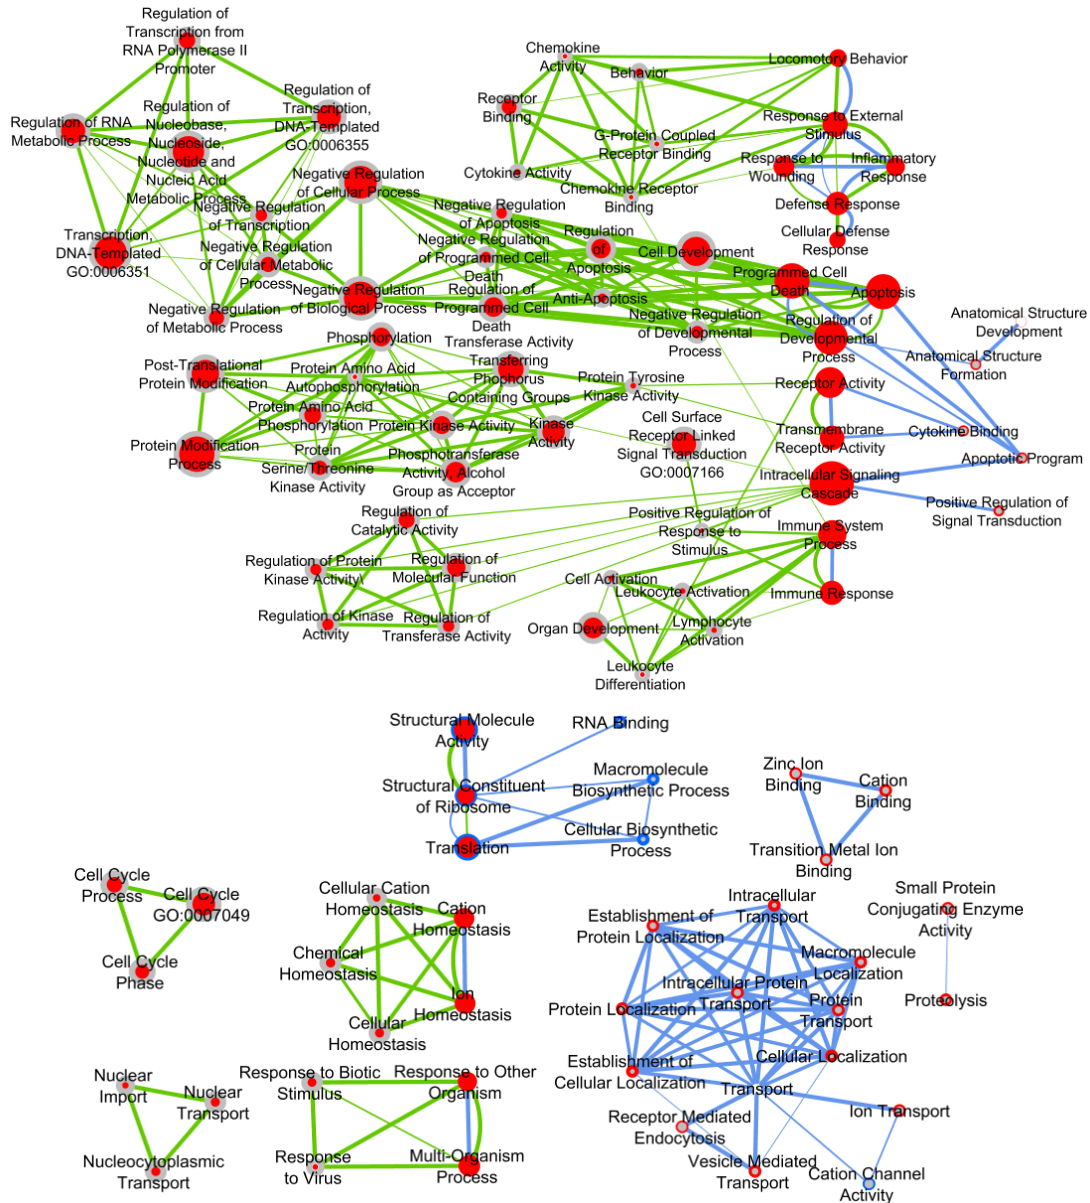 Regulation of
Transcription from
RNA Polymerase II
Promoter
Regulation of RNA
Metabolic Process
Regulation of
Nucleobase,
Nucleoside,
Nucleotide and
Nucleic Acid
Metabolic Process
Regulation of
Transcription,
DNA-Templated
GO:0006355
Transcription,
DNA-Templated
GO:0006351
Negative Regulation
of Transcription
Negative Regulation
of Cellular Metabolic
Process
Negative Regulation
of Metabolic Process
Negative Regulation
of Cellular Process
Negative Regulation
of Biological Process
Negative Regulation
of Apoptosis
Negative Regulation
of Programmed Cell
Death
Regulation of
Programmed Cell
Death
Regulation
of
Apoptosis
Anti-Apoptosis
Cell Development
Negative Regulation
of Developmental
Process
Programmed Cell
Death
Apoptosis
Regulation of
Developmental
Process
Chemokine
Activity
Behavior
Receptor
Binding
G-Protein Coupled
Receptor Binding
Cytokine Activity
Chemokine Receptor
Binding
Locomotory Behavior
Response to External
Stimulus
Response to
Wounding
Inflammatory
Response
Defense Response
Cellular Defense
Response
Anatomical Structure
Development
Anatomical Structure
Formation
Phosphorylation
Post-Translational
Protein Modification
Protein Amino Acid
Autophosphorylation
Transferase Activity
Transferring
Phophorus
Containing Groups
Protein Tyrosine
Kinase Activity
Protein Amino Acid
Phosphorylation
Protein Kinase Activity
Kinase
Activity
Protein Modification
Process
Protein
Serine/Threonine
Kinase Activity
Phosphotransferase
Activity, Alcohol
Group as Acceptor
Cell Surface
Receptor Linked
Signal Transduction
GO:0007166
Receptor Activity
Transmembrane
Receptor Activity
Cytokine Binding
Apoptotic Program
Intracellular Signaling
Cascade
Positive Regulation of
Signal Transduction
Regulation of
Catalytic Activity
Regulation of Protein
Kinase Activity\
Regulation of
Molecular Function
Regulation of Kinase
Activity
Regulation of
Transferase Activity
Positive Regulation of
Response to
Stimulus
Immune System
Process
Immune Response
Cell Activation
Leukocyte Activation
Organ Development
Lymphocyte
Activation
Leukocyte
Differentiation
Structural Molecule
Activity
RNA Binding
Structural Constituent
of Ribosome
Macromolecule
Biosynthetic Process
Translation
Cellular Biosynthetic
Process
Zinc Ion
Binding
Cation
Binding
Transition Metal Ion
Binding
Cell Cycle
Process
Cell Cycle
GO:0007049
Cell Cycle
Phase
Cellular Cation
Homeostasis
Cation
Homeostasis
Chemical
Homeostasis
Ion
Homeostasis
Cellular
Homeostasis
Intracellular
Transport
Establishment of
Protein Localization
Macromolecule
Localization
Intracellular Protein
Transport
Protein Localization
Protein
Transport
Cellular Localization
Establishment of
Cellular Localization
Transport
Receptor Mediated
Endocytosis
Vesicle Mediated
Transport
Ion Transport
Cation Channel
Activity
Small Protein
Conjugating Enzyme
Activity
Proteolysis
Nuclear
Import
Nuclear
Transport
Nucleocytoplasmic
Transport
Response to Biotic
Stimulus
Response to Other
Organism
Response
to Virus
Multi-Organism
Process